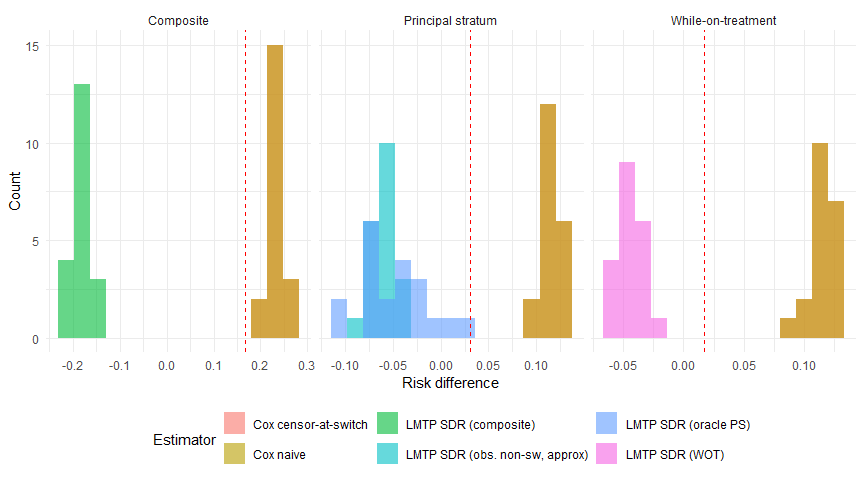 Composite Principal stratum While-on-treatment
15
10
5
0
Count
-0.2 -0.1 0.0 0.1 0.2 0.3 -0.10 -0.05 0.00 0.05 0.10 -0.05 0.00 0.05 0.10
Risk difference
Estimator
Cox censor-at-switch LMTP SDR (composite) LMTP SDR (oracle PS)
Cox naive LMTP SDR (obs. non-sw, approx) LMTP SDR (WOT)